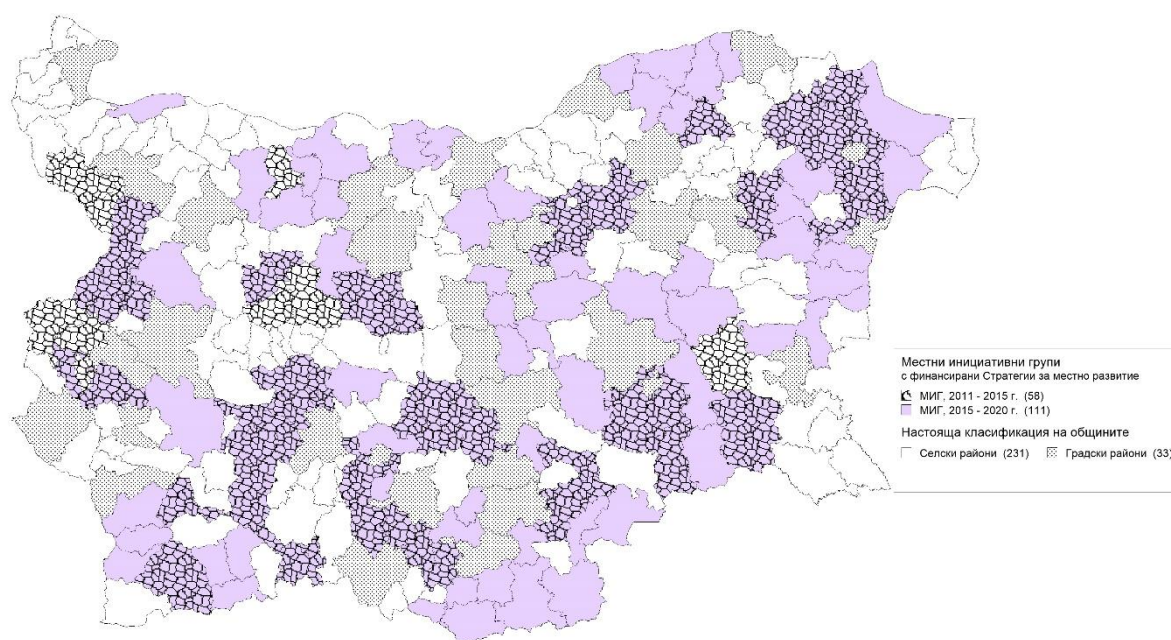 Местни инициативни групи
с финансирани Стратегии за местно развитие
МИГ, 2011 - 2015 г. (58)
МИГ, 2015 - 2020 г. (111)
Настояща класификация на общините
Селски райони (231) Градски райони (33)